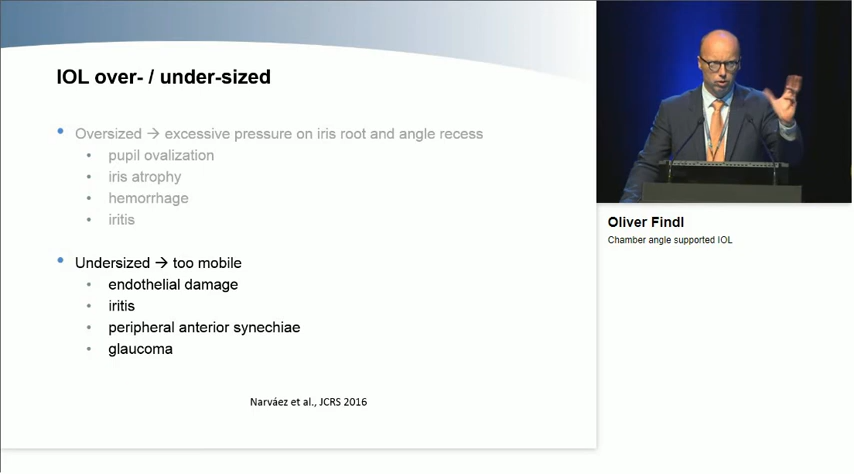 IOL over- / under-sized
• Oversized → excessive pressure on iris root and angle recess
• pupil ovalization
• iris atrophy
• hemorrhage
• iritis
• Undersized → too mobile
• endothelial damage
• iritis
• peripheral anterior synechiae
• glaucoma
Narváez et al., JCRS 2016
Oliver Findl
Chamber angle supported IOL